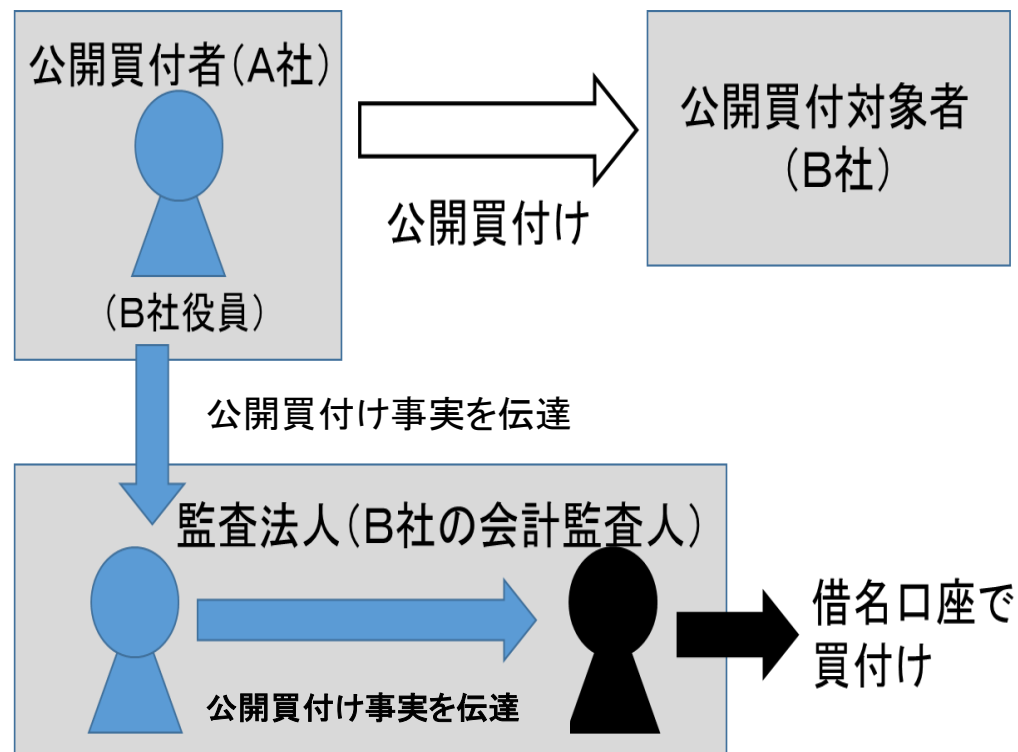 公開買付者（A社）
公開買付対象者
（B社）
公開買付け
（B社役員）
公開買付け事実を伝達
監査法人（B社の会計監査人）
借名口座で
買付け
公開買付け事実を伝達